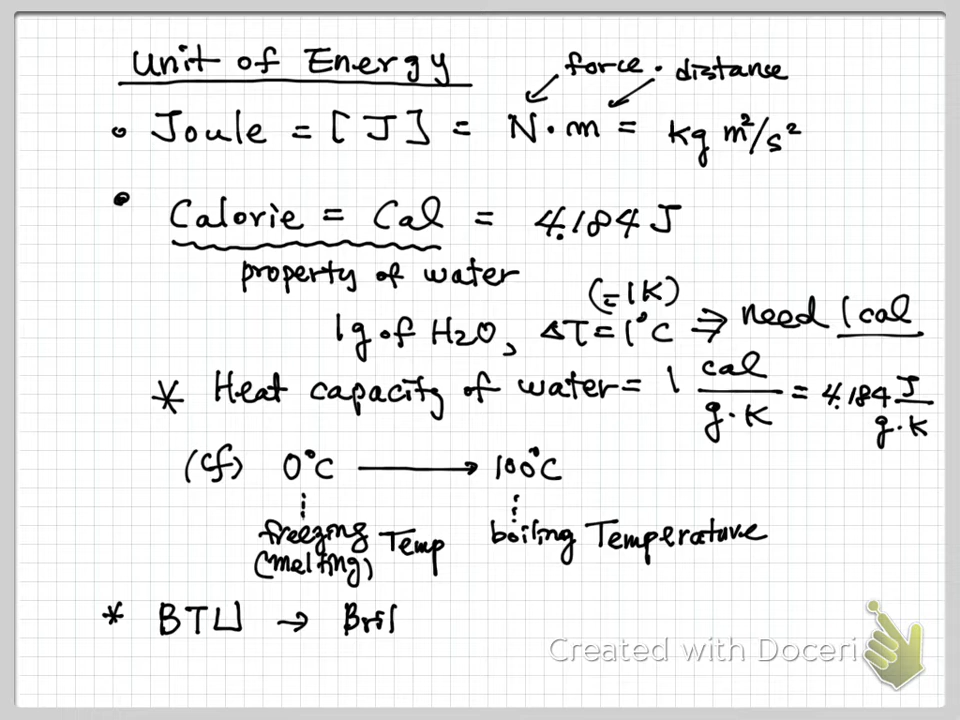 Unit of Energy
force · distance
• Joule = [J] = N·m = kg m²/s²
• Calorie = Cal = 4.184 J
property of water
(=1K)
1g of H2O, ΔT=1°C ⇒ need 1 cal
* Heat capacity of water = 1 cal/g·K = 4.184 J/g·K
(cf) 0°C → 100°C
freezing Temp boiling Temperature
(melting)
* BTU → Brit
Created with Doceri